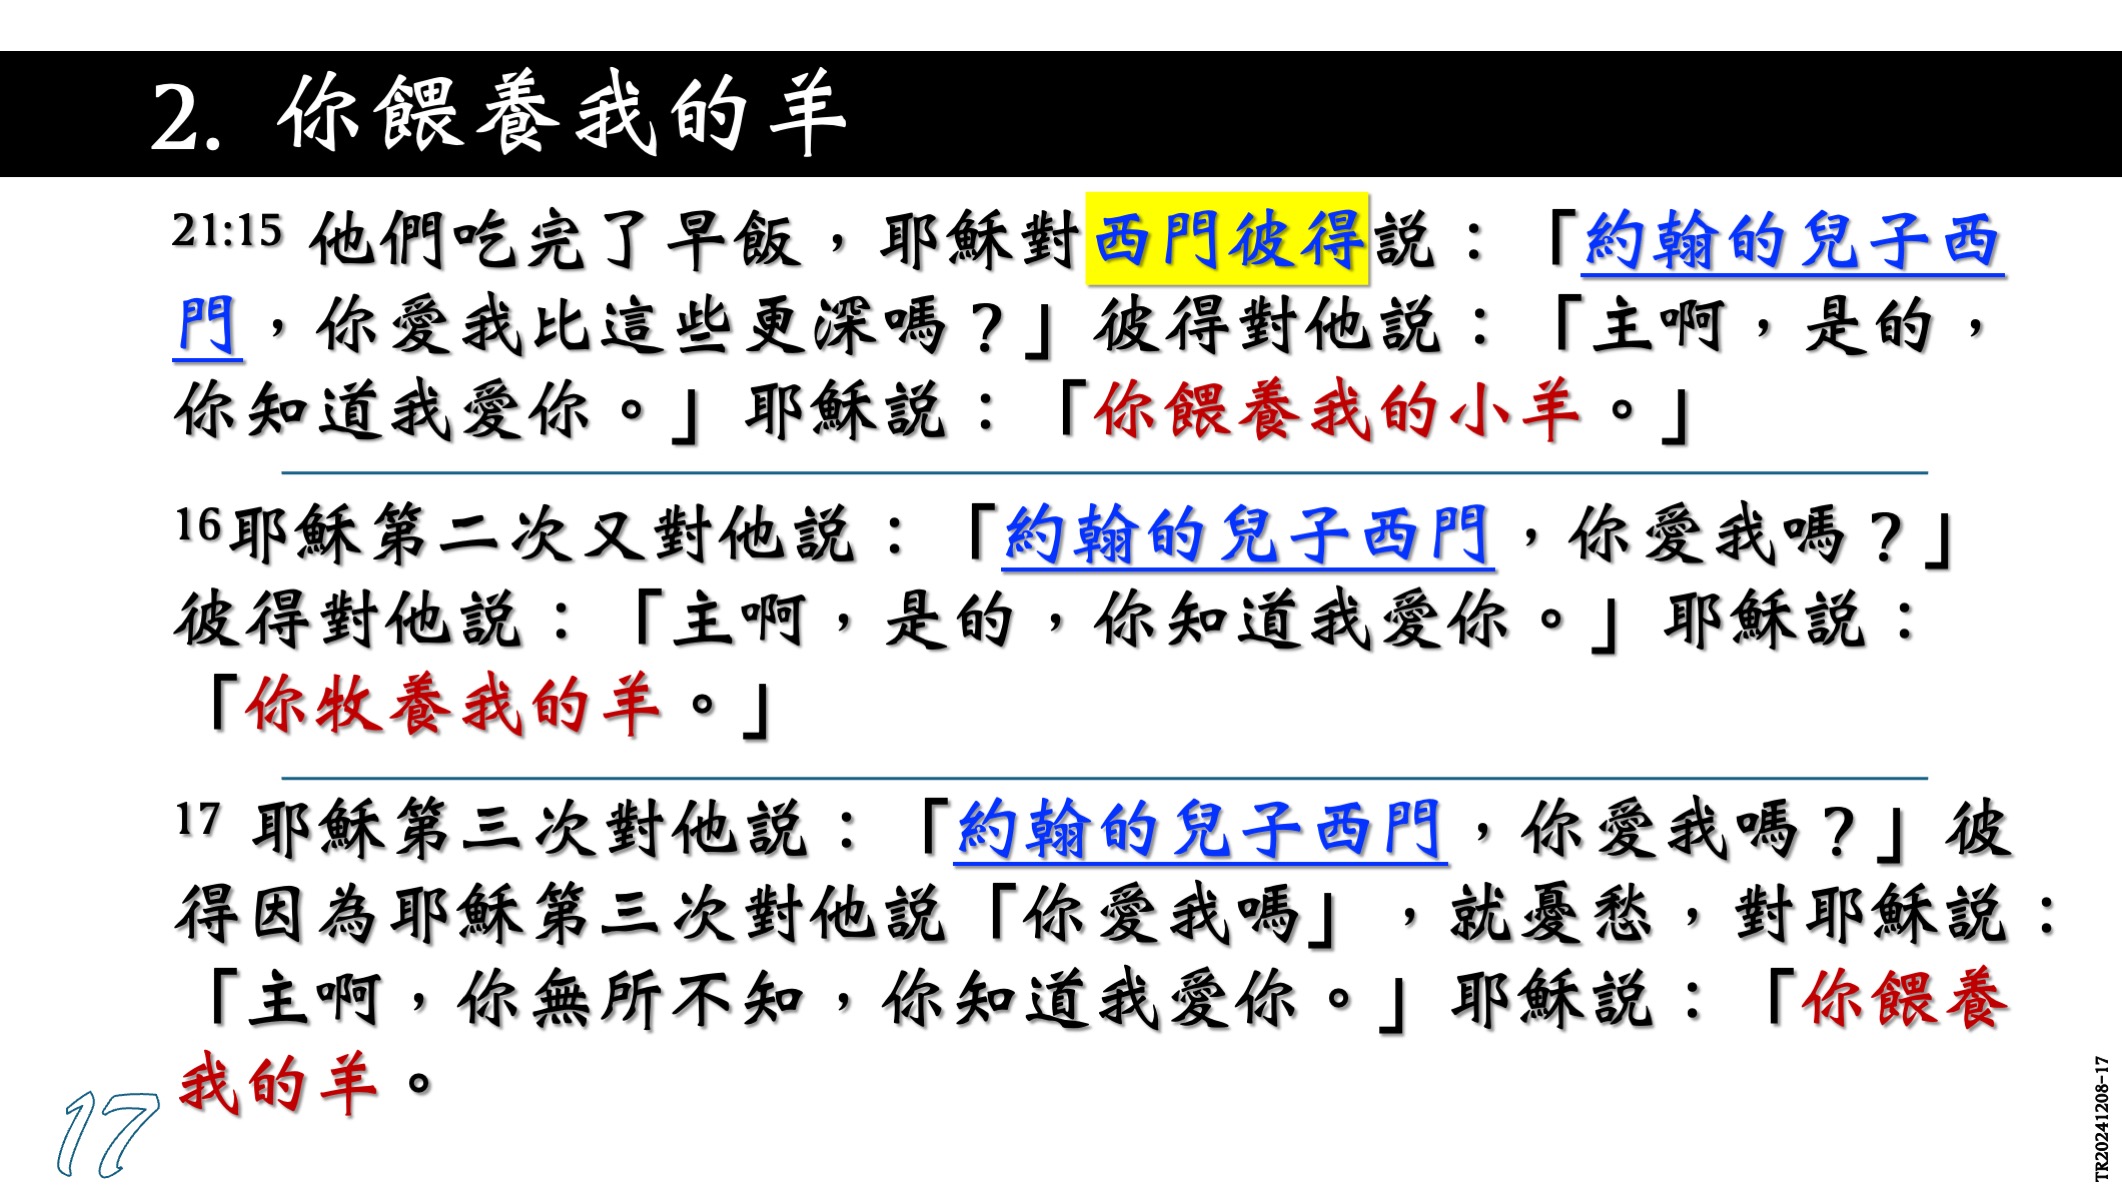 2. 你餵養我的羊
21:15 他們吃完了早飯，耶穌對西門彼得說：「約翰的兒子西
門，你愛我比這些更深嗎？」彼得對他說：「主啊，是的，
你知道我愛你。」耶穌說：「你餵養我的小羊。」
16耶穌第二次又對他說：「約翰的兒子西門，你愛我嗎？」
彼得對他說：「主啊，是的，你知道我愛你。」耶穌說：
「你牧養我的羊。」
17 耶穌第三次對他說：「約翰的兒子西門，你愛我嗎？」彼
得因為耶穌第三次對他說「你愛我嗎」，就憂愁，對耶穌說：
「主啊，你無所不知，你知道我愛你。」耶穌說：「你餵養
我的羊。
17
TR20241208-17